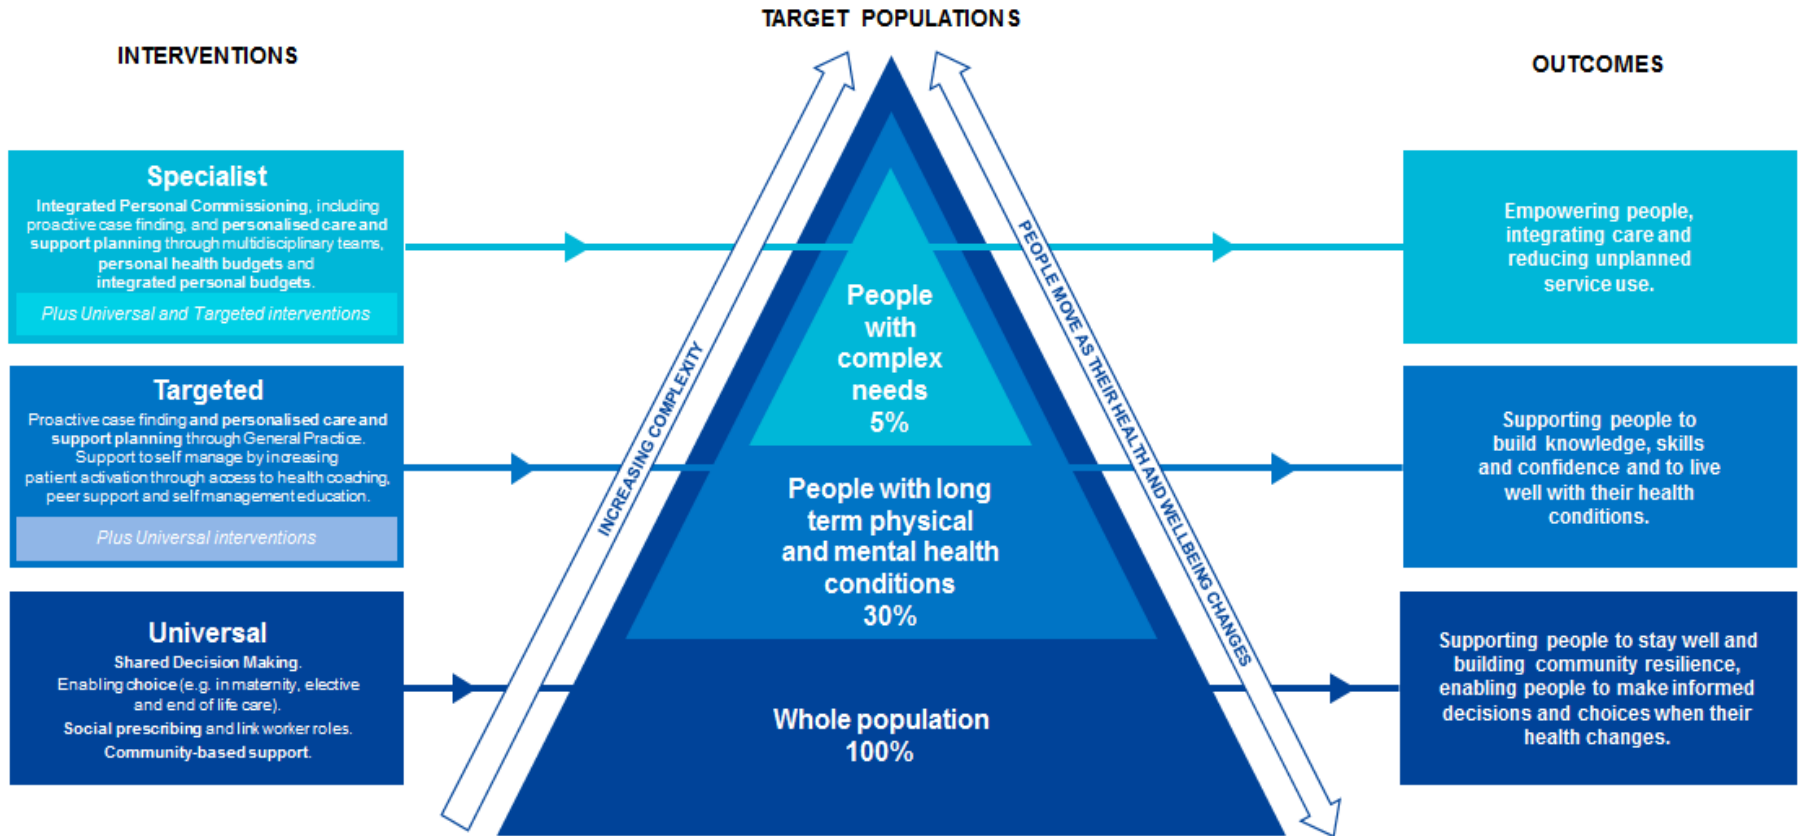 TARGET POPULATIONS
INTERVENTIONS
OUTCOMES
Specialist
Integrated Personal Commissioning, including
proactive case finding, and personalised care and
support planning through multidisciplinary teams,
personal health budgets and
integrated personal budgets.
Plus Universal and Targeted interventions
Targeted
Proactive case finding and personalised care and
support planning through General Practice.
Support to self manage by increasing
patient activation through access to health coaching,
peer support and self management education.
Plus Universal interventions
Universal
Shared Decision Making.
Enabling choice (e.g. in maternity, elective
and end of life care).
Social prescribing and link worker roles.
Community-based support.
INCREASING COMPLEXITY
People
with
complex
needs
5%
People with long
term physical
and mental health
conditions
30%
Whole population
100%
PEOPLE MOVE AS THEIR HEALTH AND WELLBEING CHANGES
Empowering people,
integrating care and
reducing unplanned
service use.
Supporting people to
build knowledge, skills
and confidence and to live
well with their health
conditions.
Supporting people to stay well and
building community resilience,
enabling people to make informed
decisions and choices when their
health changes.